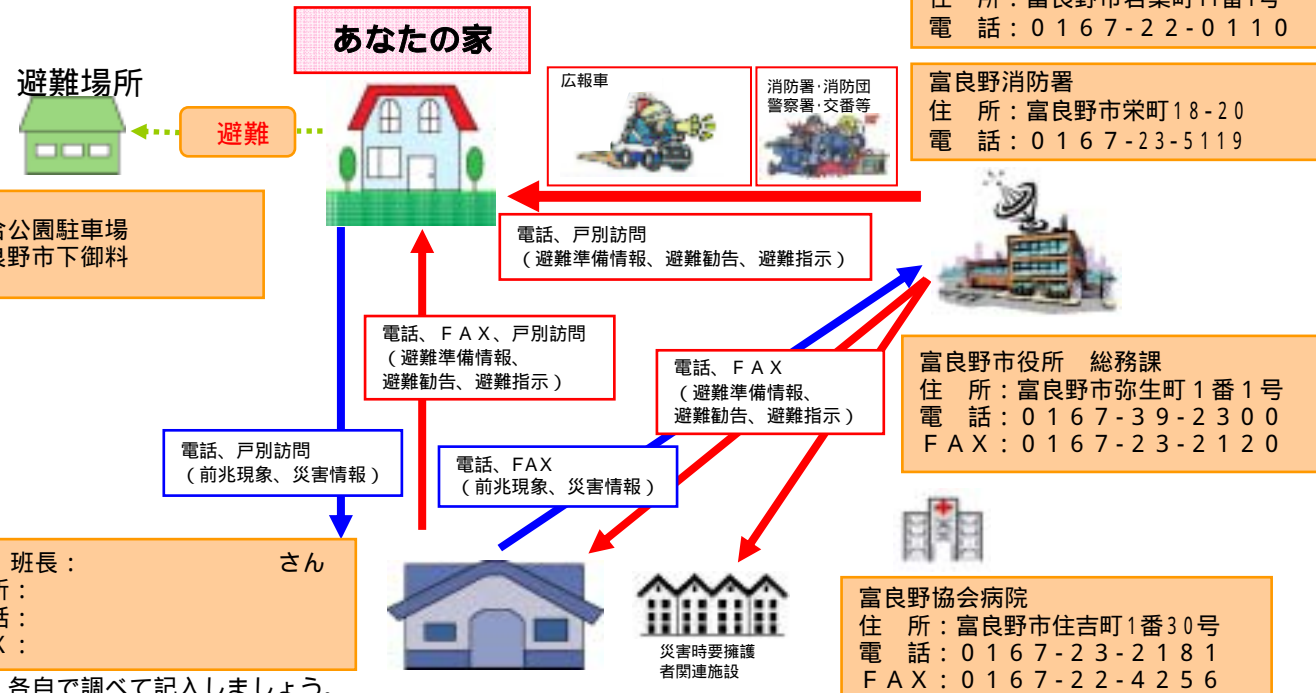 住　所：富良野市若葉町11番1号
電　話：０１６７-２２-０１１０
富良野消防署
住　所：富良野市栄町18-20
電　話：０１６７-23-5119
あなたの家
避難場所
避難
広報車
消防署･消防団
警察署･交番等
合公園駐車場
良野市下御料
電話、戸別訪問
（避難準備情報、避難勧告、避難指示）
電話、ＦＡＸ、戸別訪問
（避難準備情報、
避難勧告、避難指示）
電話、ＦＡＸ
（避難準備情報、
避難勧告、避難指示）
富良野市役所　総務課
住　所：富良野市弥生町１番１号
電　話：０１６７-３９-２３００
ＦＡＸ：０１６７-２３-２１２０
電話、戸別訪問
（前兆現象、災害情報）
電話、FAX
（前兆現象、災害情報）
班長：　　　　　　　　さん
所：
話：
Ｘ：
各自で調べて記入しましょう。
災害時要擁護
者関連施設
富良野協会病院
住　所：富良野市住吉町1番30号
電　話：０１６７-２３-２１８１
ＦＡＸ：０１６７-２２-４２５６